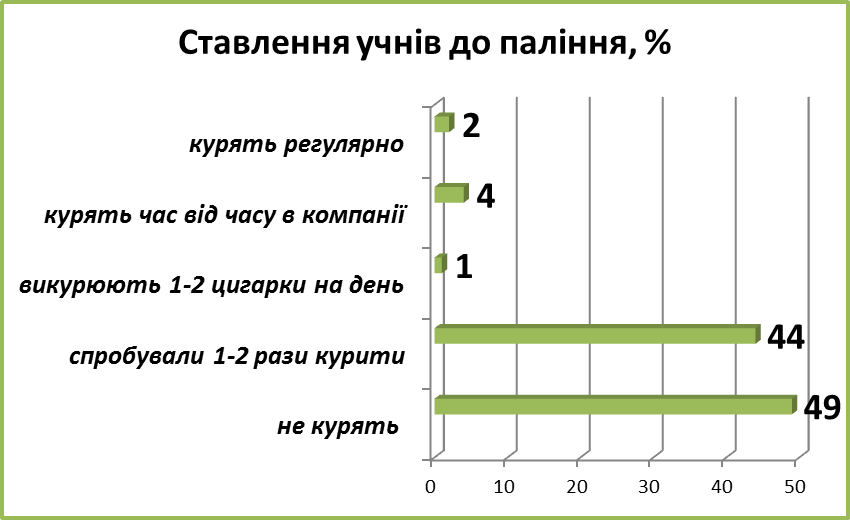 Ставлення учнів до паління, %
курять регулярно
2
курять час від часу в компанії
4
викурюють 1-2 цигарки на день
1
спробували 1-2 рази курити
44
не курять
49
0 10 20 30 40 50